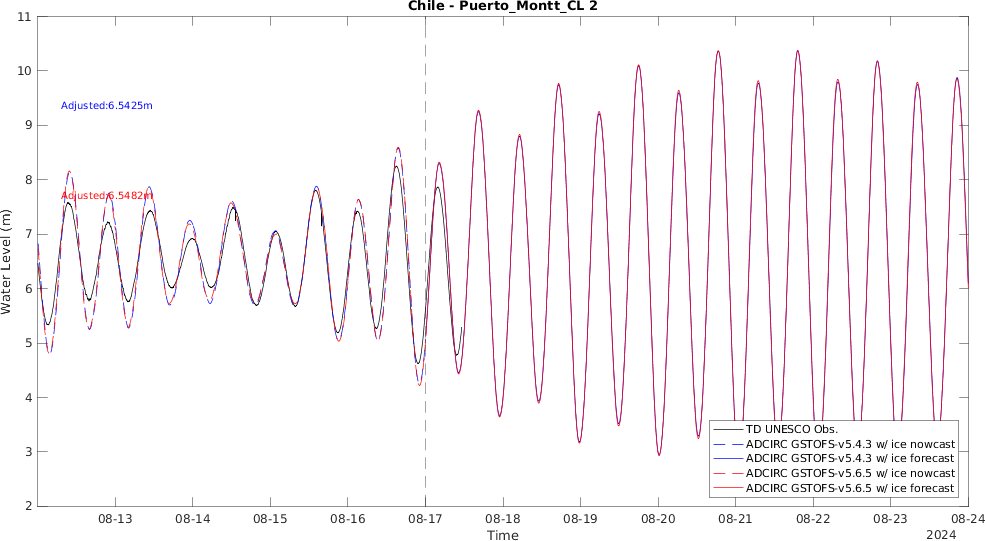 Chile - Puerto_Montt_CL 2
11
10
9
8
7
6
5
4
3
2
Water Level (m)
Adjusted:6.5425m
Adjusted:6.5482m
TD UNESCO Obs.
ADCIRC GSTOFS-v5.4.3 w/ ice nowcast
ADCIRC GSTOFS-v5.4.3 w/ ice forecast
ADCIRC GSTOFS-v5.6.5 w/ ice nowcast
ADCIRC GSTOFS-v5.6.5 w/ ice forecast
08-13 08-14 08-15 08-16 08-17 08-18 08-19 08-20 08-21 08-22 08-23 08-24
Time
2024